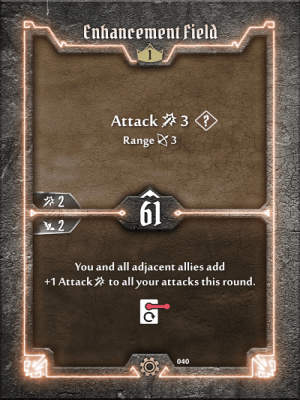 Enhancement Field
1
Attack 3 ?
Range 3
2
61
2
You and all adjacent allies add
+1 Attack to all your attacks this round.
040